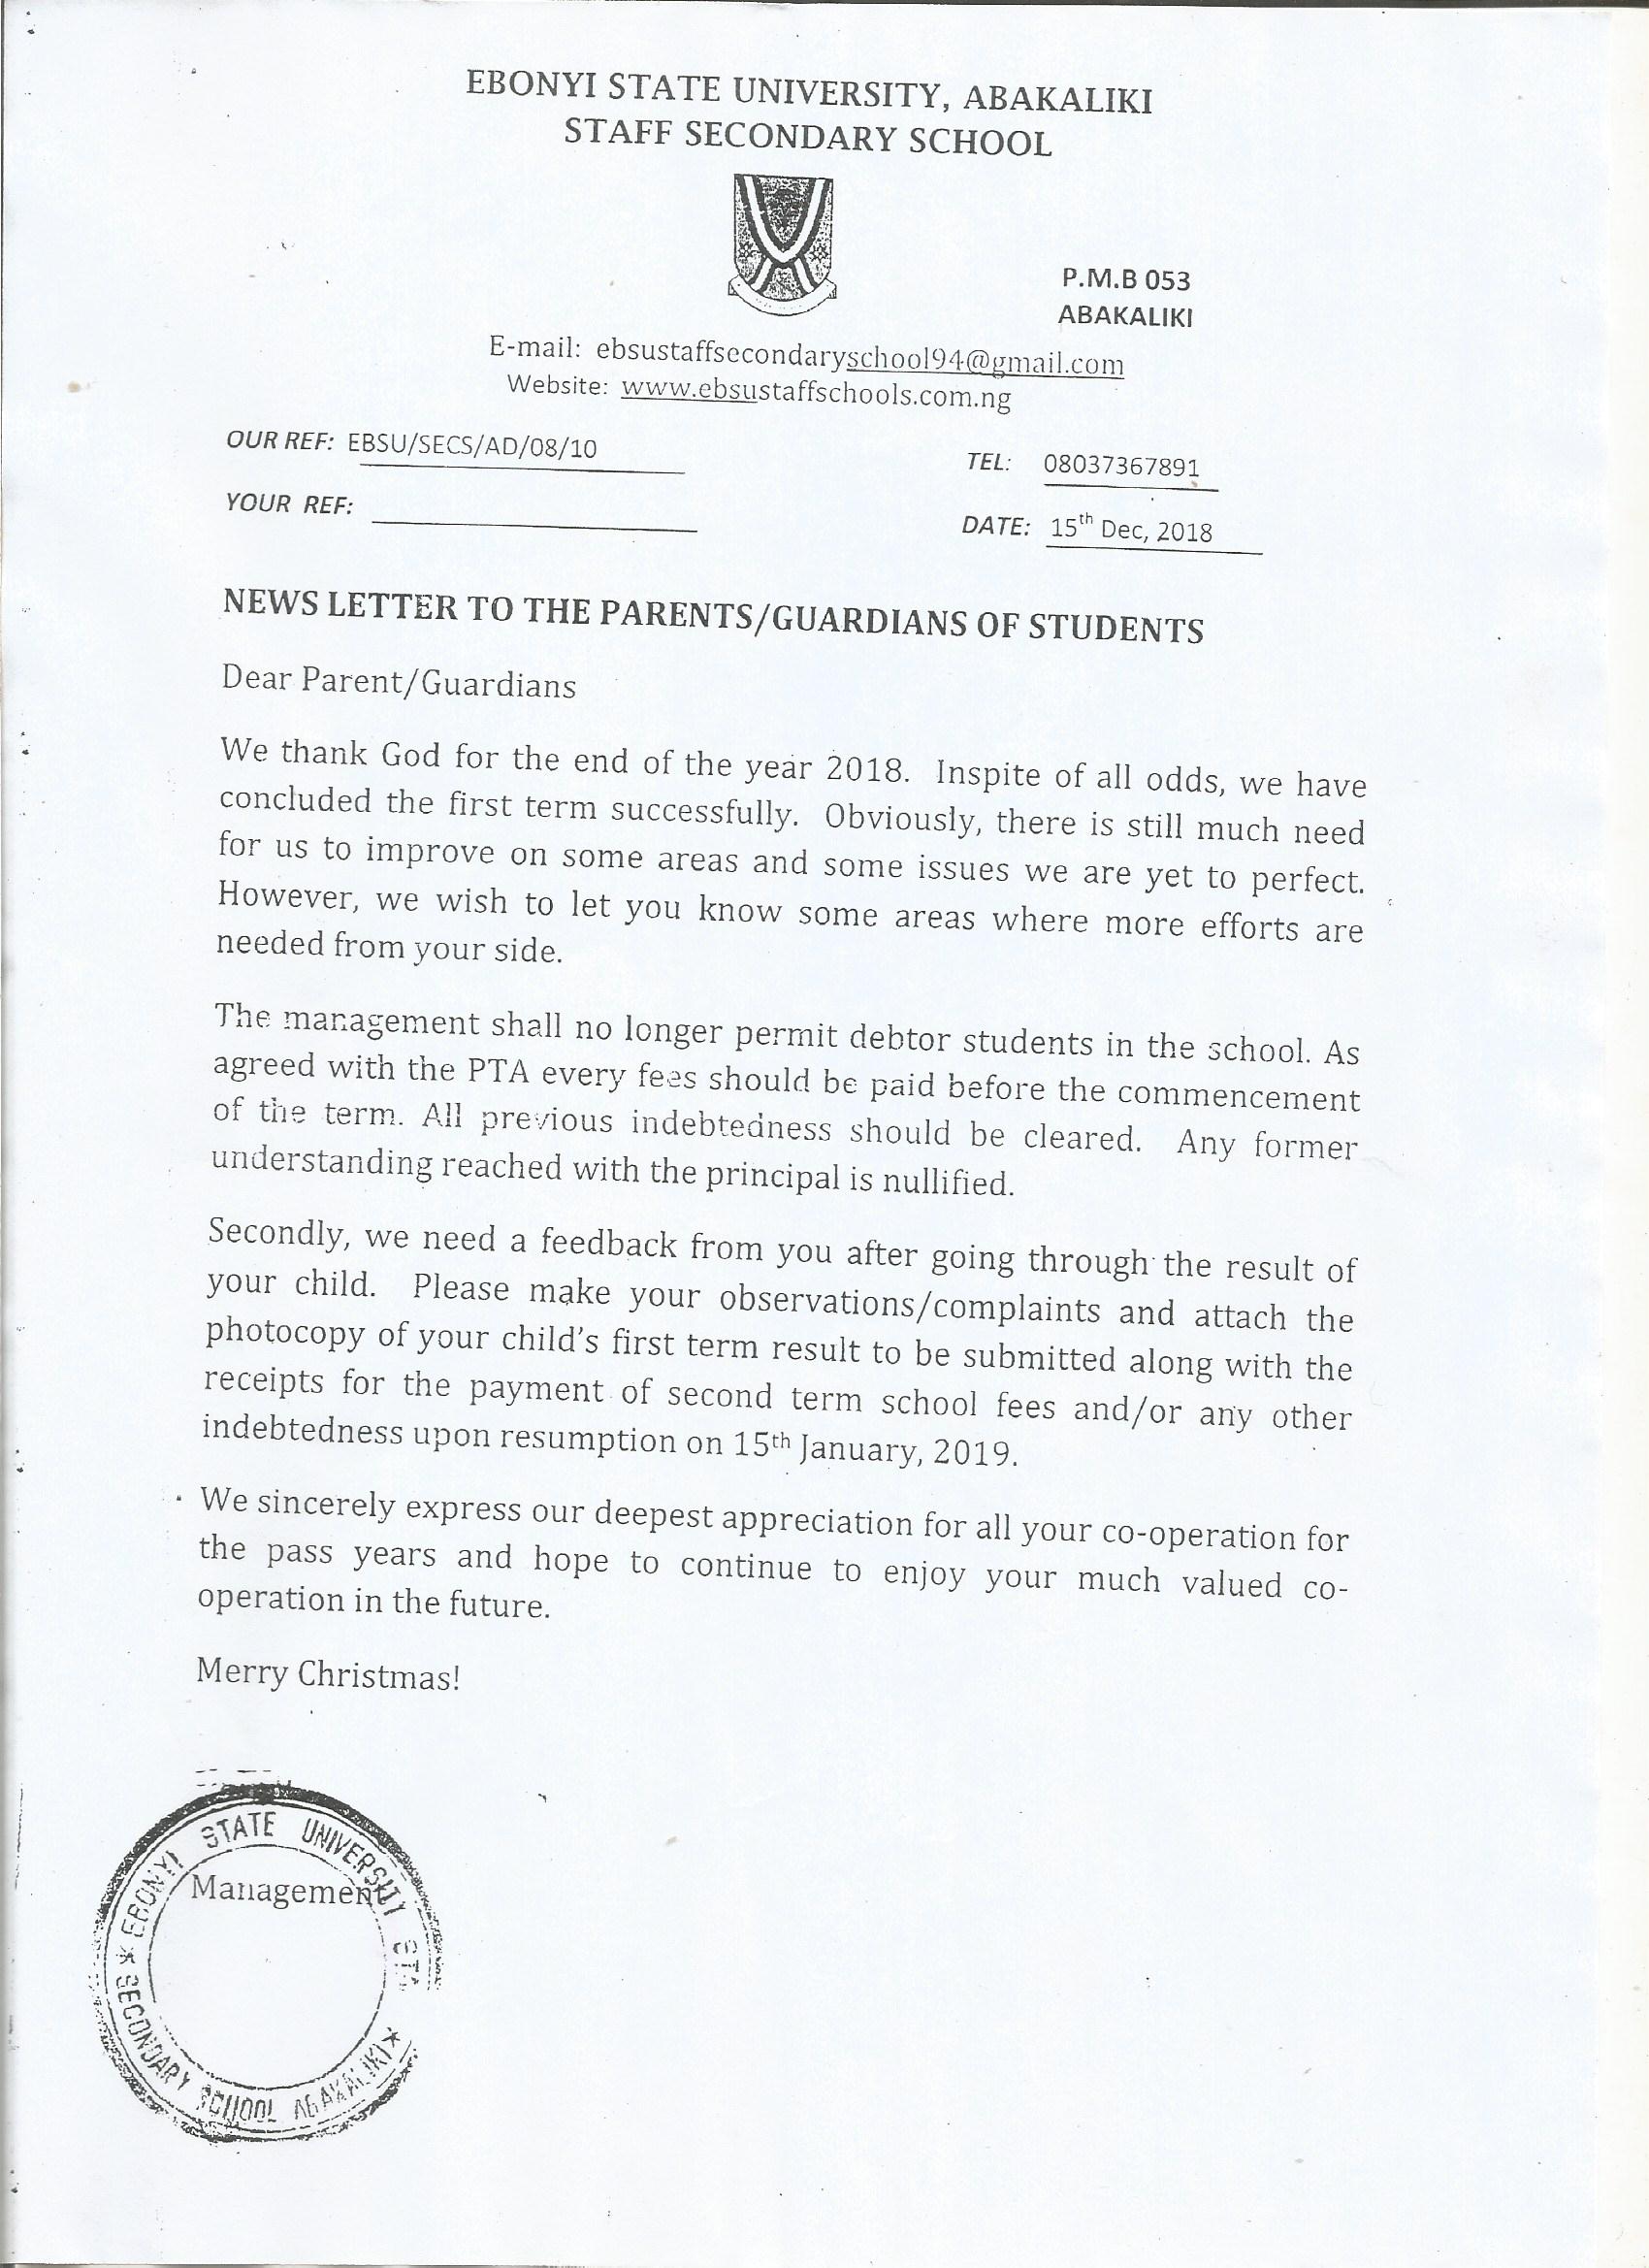 EBONYI STATE UNIVERSITY, ABAKALIKI
STAFF SECONDARY SCHOOL
P.M.B 053
ABAKALIKI
E-mail: ebsustaffsecondaryschool94@gmail.com
Website: www.ebsustaffschools.com.ng
OUR REF: EBSU/SECS/AD/08/10
TEL: 08037367891
YOUR REF:
DATE: 15th Dec, 2018
NEWS LETTER TO THE PARENTS/GUARDIANS OF STUDENTS
Dear Parent/Guardians
We thank God for the end of the year 2018. Inspite of all odds, we have
concluded the first term successfully. Obviously, there is still much need
for us to improve on some areas and some issues we are yet to perfect.
However, we wish to let you know some areas where more efforts are
needed from your side.
The management shall no longer permit debtor students in the school. As
agreed with the PTA every fees should be paid before the commencement
of the term. All previous indebtedness should be cleared. Any former
understanding reached with the principal is nullified.
Secondly, we need a feedback from you after going through the result of
your child. Please make your observations/complaints and attach the
photocopy of your child's first term result to be submitted along with the
receipts for the payment of second term school fees and/or any other
indebtedness upon resumption on 15th January, 2019.
We sincerely express our deepest appreciation for all your co-operation for
the pass years and hope to continue to enjoy your much valued co-
operation in the future.
Merry Christmas!
Management
EBONYI STATE UNIVERSITY
SECONDARY SCHOOL ABAKALIKI